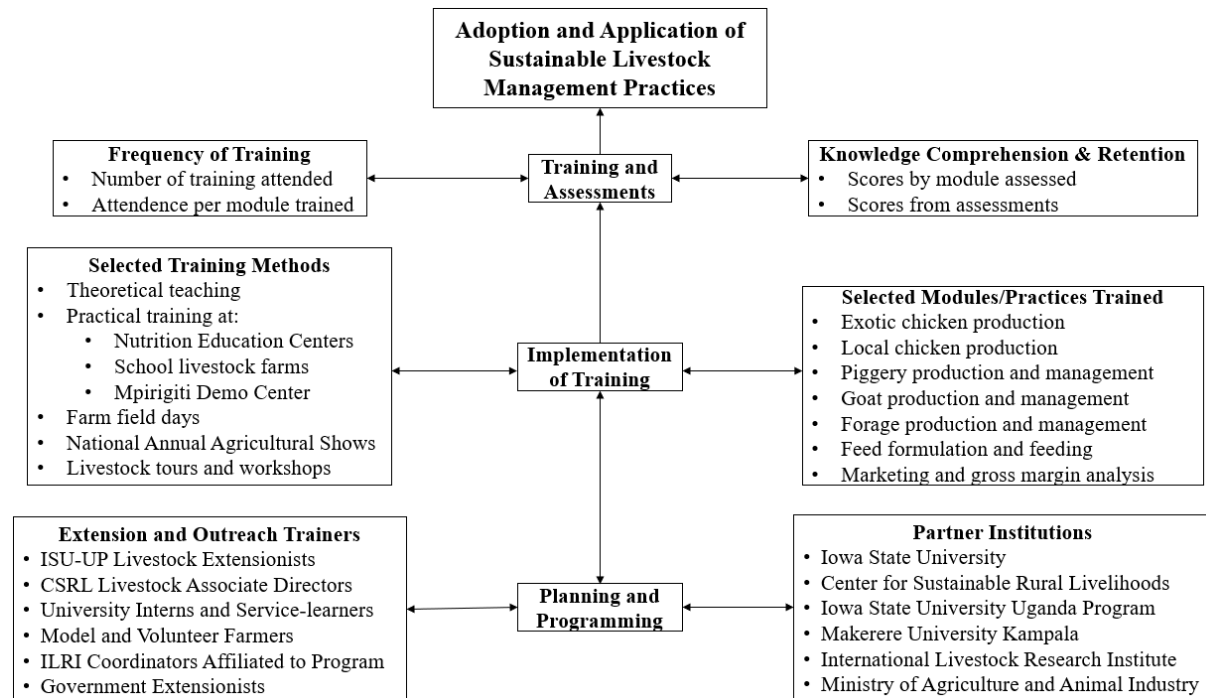 Adoption and Application of
Sustainable Livestock
Management Practices
Frequency of Training
• Number of training attended
• Attendence per module trained
Training and
Assessments
Knowledge Comprehension & Retention
• Scores by module assessed
• Scores from assessments
Selected Training Methods
• Theoretical teaching
• Practical training at:
• Nutrition Education Centers
• School livestock farms
• Mpirigiti Demo Center
• Farm field days
• National Annual Agricultural Shows
• Livestock tours and workshops
Implementation
of Training
Selected Modules/Practices Trained
• Exotic chicken production
• Local chicken production
• Piggery production and management
• Goat production and management
• Forage production and management
• Feed formulation and feeding
• Marketing and gross margin analysis
Extension and Outreach Trainers
• ISU-UP Livestock Extensionists
• CSRL Livestock Associate Directors
• University Interns and Service-learners
• Model and Volunteer Farmers
• ILRI Coordinators Affiliated to Program
• Government Extensionists
Planning and
Programming
Partner Institutions
• Iowa State University
• Center for Sustainable Rural Livelihoods
• Iowa State University Uganda Program
• Makerere University Kampala
• International Livestock Research Institute
• Ministry of Agriculture and Animal Industry